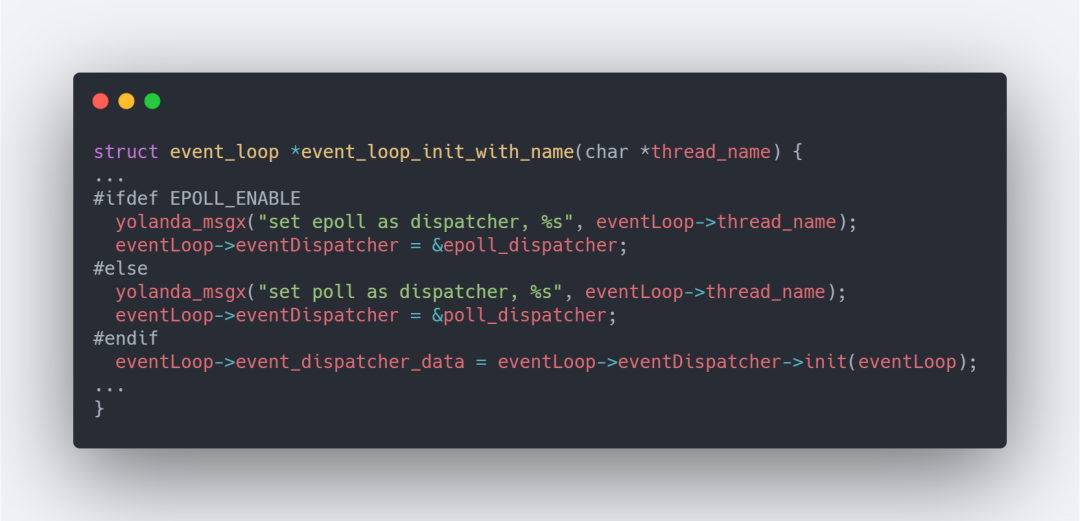 struct event_loop *event_loop_init_with_name(char *thread_name) {
...
#ifdef EPOLL_ENABLE
  yolanda_msgx("set epoll as dispatcher, %s", eventLoop->thread_name);
  eventLoop->eventDispatcher = &epoll_dispatcher;
#else
  yolanda_msgx("set poll as dispatcher, %s", eventLoop->thread_name);
  eventLoop->eventDispatcher = &poll_dispatcher;
#endif
  eventLoop->event_dispatcher_data = eventLoop->eventDispatcher->init(eventLoop);
...
}